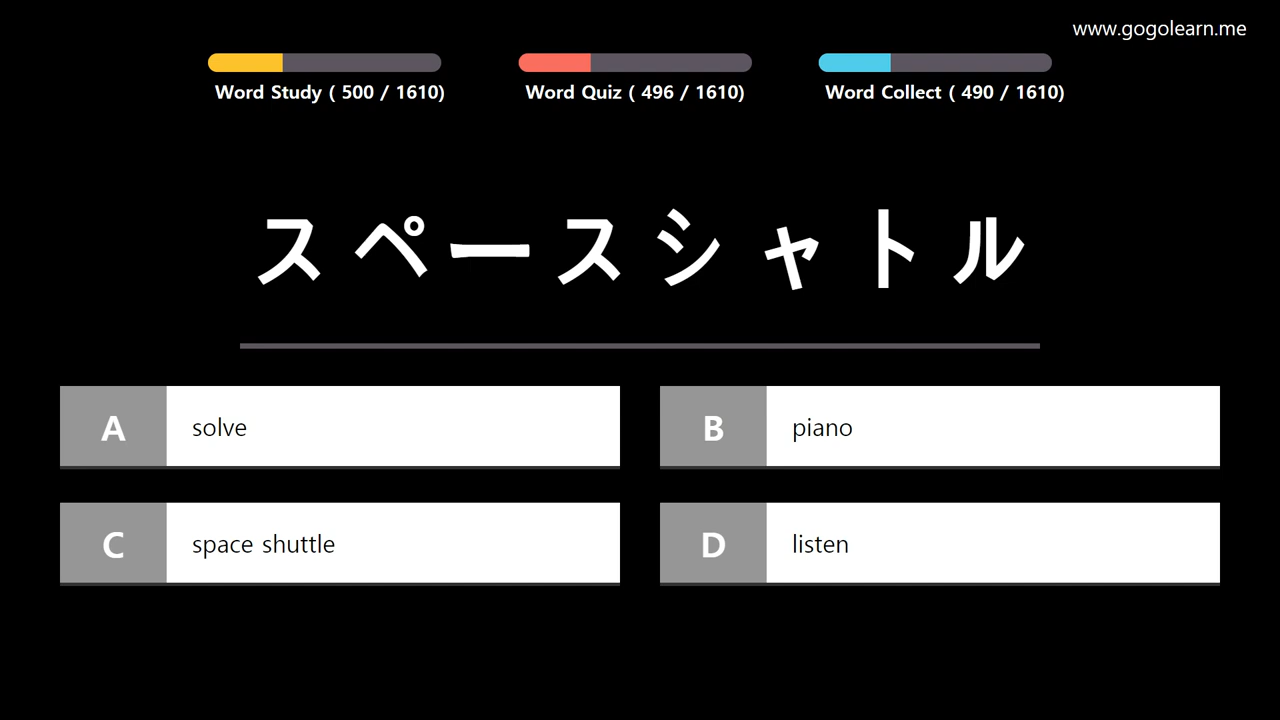 www.gogolearn.me
Word Study ( 500 / 1610)
Word Quiz ( 496 / 1610)
Word Collect ( 490 / 1610)
スペースシャトル
A solve
B piano
C space shuttle
D listen